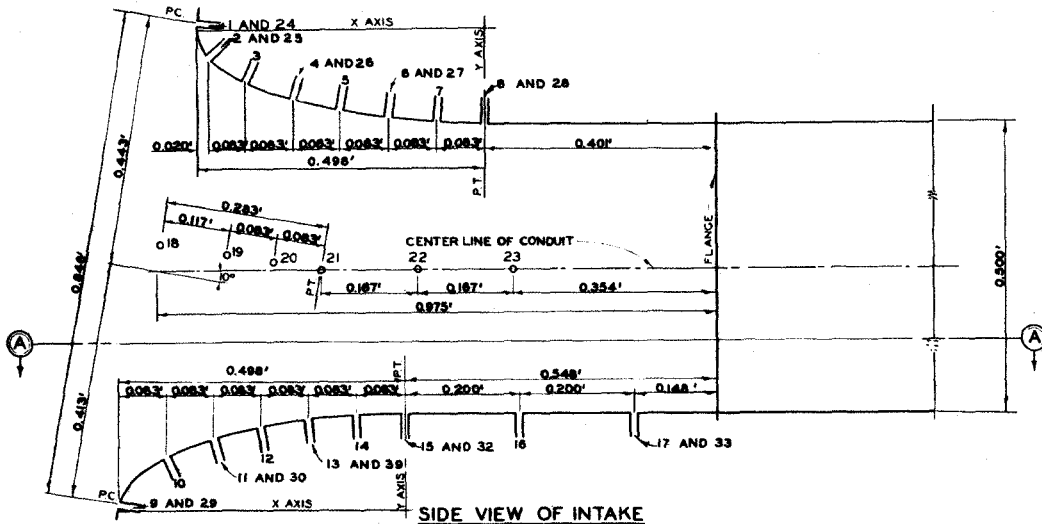 P.C.
X AXIS
1 AND 24
2 AND 25
3
4 AND 26
5
6 AND 27
7
Y AXIS
8 AND 28
0.020'
0.083'
0.083'
0.083'
0.083'
0.083'
0.083'
0.401'
0.498'
P.T.
0.443'
0.283'
0.117'
0.083'
0.083'
FLANGE
18
19
20
21
22
23
CENTER LINE OF CONDUIT
10°
P.T.
0.167'
0.167'
0.354'
0.975'
0.500'
A
A
0.413'
0.498'
0.083'
0.083'
0.083'
0.083'
0.083'
0.083'
P.T.
0.548'
0.200'
0.200'
0.148'
10
11 AND 30
12
13 AND 39
14
15 AND 32
16
17 AND 33
P.C.
9 AND 29
X AXIS
Y AXIS
SIDE VIEW OF INTAKE